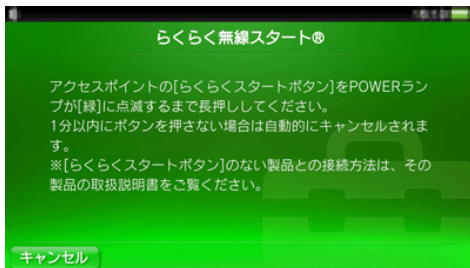 らくらく無線スタート®
アクセスポイントの[らくらくスタートボタン]をPOWERラン
プが[緑]に点滅するまで長押ししてください。
1分以内にボタンを押さない場合は自動的にキャンセルされま
す。
※[らくらくスタートボタン]のない製品との接続方法は、その
製品の取扱説明書をご覧ください。
キャンセル